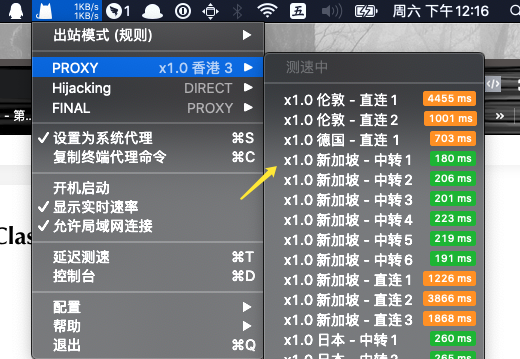 1KB/s
1KB/s
1
五
周六 下午12:16
出站模式 (规则)
PROXY x1.0 香港 3
Hijacking DIRECT
FINAL PROXY
✓ 设置为系统代理 ⌘S
复制终端代理命令 ⌘C
开机启动
✓ 显示实时速率
✓ 允许局域网连接
延迟测速 ⌘T
控制台 ⌘D
配置
帮助
退出 ⌘Q
测速中
x1.0 伦敦 - 直连 1 4455 ms
x1.0 伦敦 - 直连 2 1001 ms
x1.0 德国 - 直连 1 703 ms
x1.0 新加坡 - 中转 1 180 ms
x1.0 新加坡 - 中转 2 206 ms
x1.0 新加坡 - 中转 3 201 ms
x1.0 新加坡 - 中转 4 223 ms
x1.0 新加坡 - 中转 5 219 ms
x1.0 新加坡 - 中转 6 191 ms
x1.0 新加坡 - 直连 1 1226 ms
x1.0 新加坡 - 直连 2 3866 ms
x1.0 新加坡 - 直连 3 1868 ms
x1.0 日本 - 中转 1 260 ms
x1.0 日本 - 中转 2 265 ms
- 第...
Clas